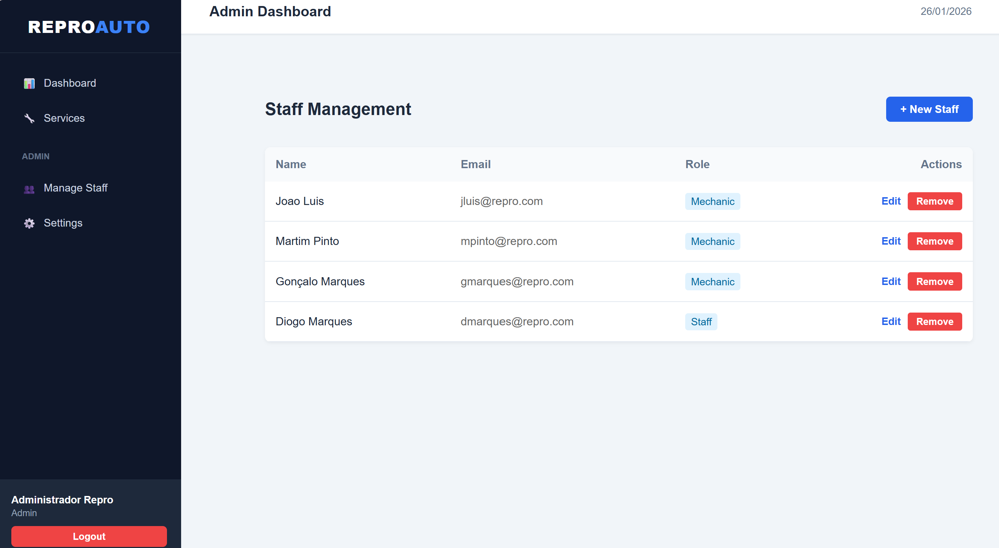 REPROAUTO
Dashboard
Services
ADMIN
Manage Staff
Settings
Administrador Repro
Admin
Logout
Admin Dashboard
26/01/2026
Staff Management
+ New Staff
Name Email Role Actions
Joao Luis jluis@repro.com Mechanic Edit Remove
Martim Pinto mpinto@repro.com Mechanic Edit Remove
Gonçalo Marques gmarques@repro.com Mechanic Edit Remove
Diogo Marques dmarques@repro.com Staff Edit Remove